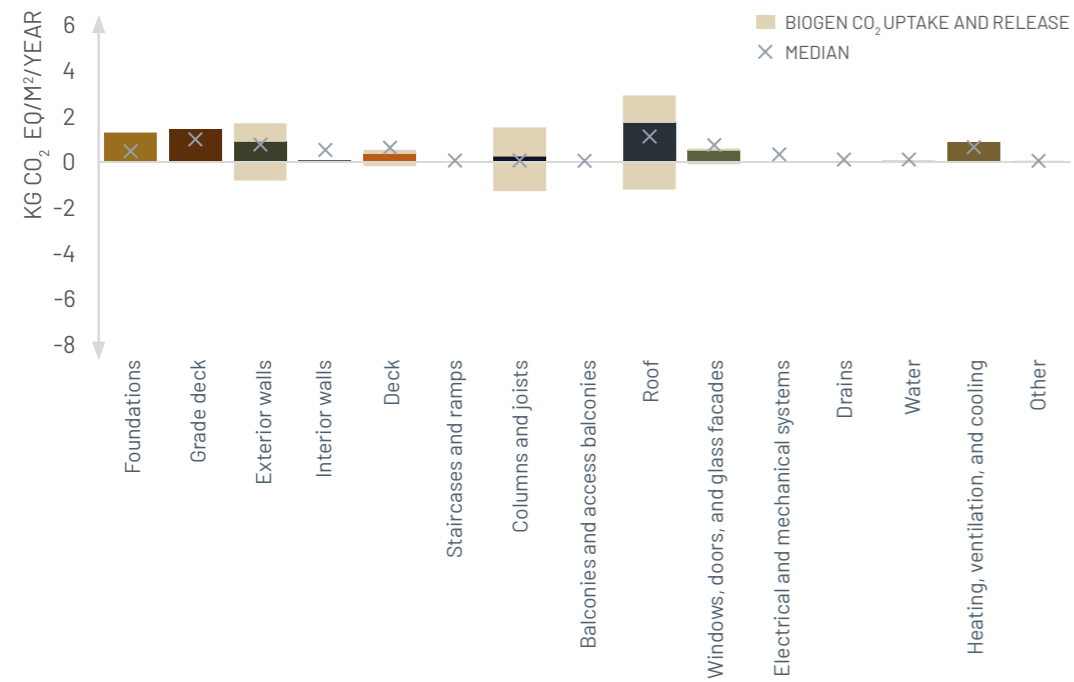 KG CO2 EQ/M²/YEAR
6
4
2
0
-2
-4
-6
-8
BIOGEN CO2 UPTAKE AND RELEASE
MEDIAN
Foundations
Grade deck
Exterior walls
Interior walls
Deck
Staircases and ramps
Columns and joists
Balconies and access balconies
Roof
Windows, doors, and glass facades
Electrical and mechanical systems
Drains
Water
Heating, ventilation, and cooling
Other